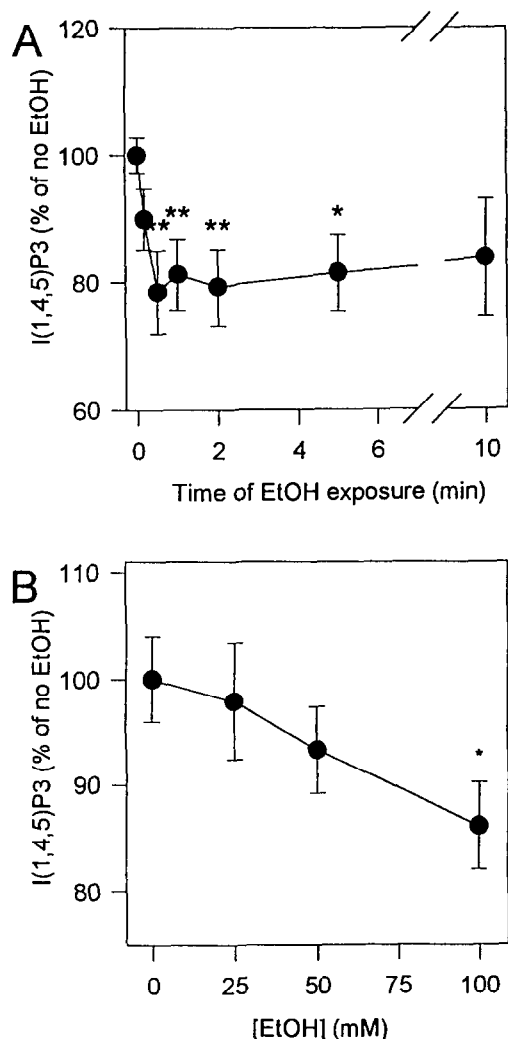 A
I(1,4,5)P3 (% of no EtOH)
120
100
80
60
**
**
**
*
0 2 4 6 10
Time of EtOH exposure (min)
B
I(1,4,5)P3 (% of no EtOH)
110
100
90
80
*
0 25 50 75 100
[EtOH] (mM)